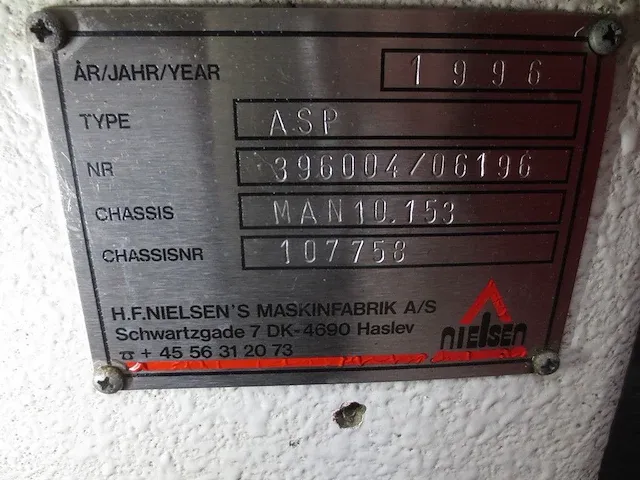 ÅR/JAHR/YEAR 1996
TYPE ASP
NR 396004/06196
CHASSIS MAN10.153
CHASSISNR 107758
H.F.NIELSEN'S MASKINFABRIK A/S
Schwartzgade 7 DK-4690 Haslev
☎ + 45 56 31 20 73
NIELSEN